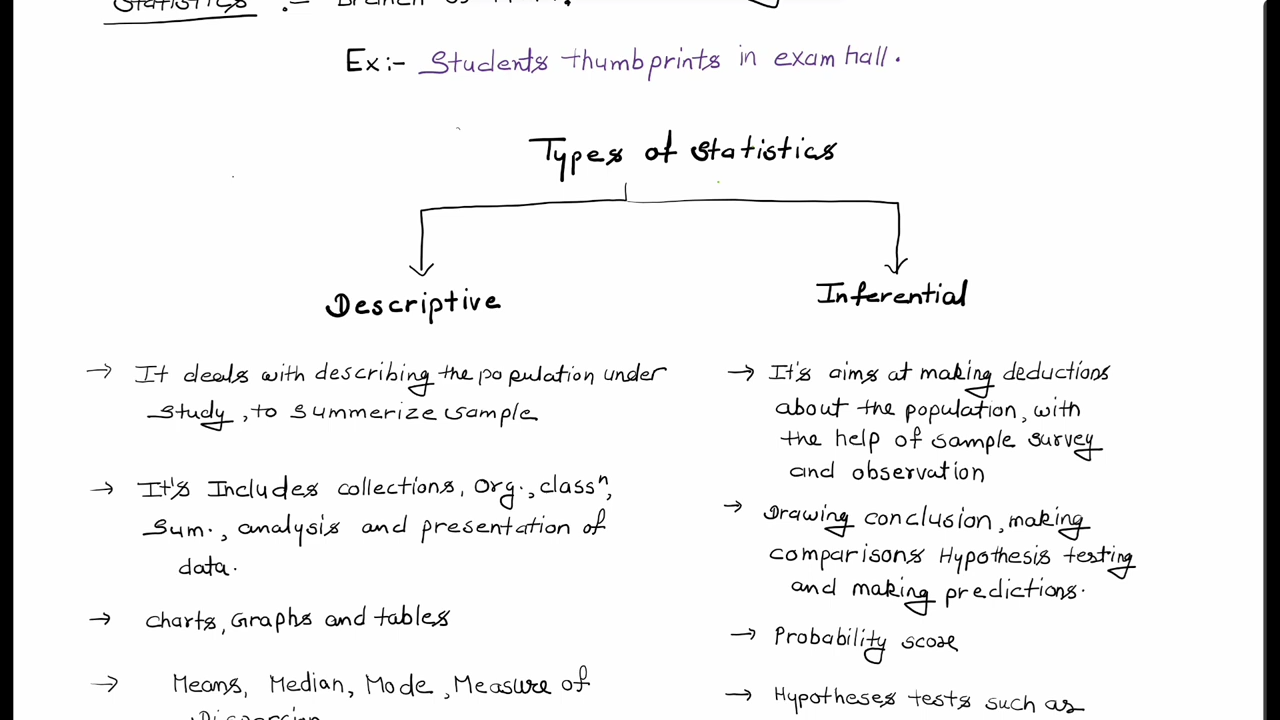 Statistics :- Branch of
Ex:- Students thumbprints in exam hall.
Types of statistics
Descriptive
Inferential
→ It deals with describing the population under
study, to summerize sample
→ It's Includes collections, Org., classⁿ,
Sum., analysis and presentation of
data.
→ charts, Graphs and tables
→ Means, Median, Mode, Measure of
→ It's aims at making deductions
about the population, with
the help of sample survey
and observation
→ Drawing conclusion, making
comparisons Hypothesis testing
and making predictions.
→ Probability score
→ Hypotheses tests such as